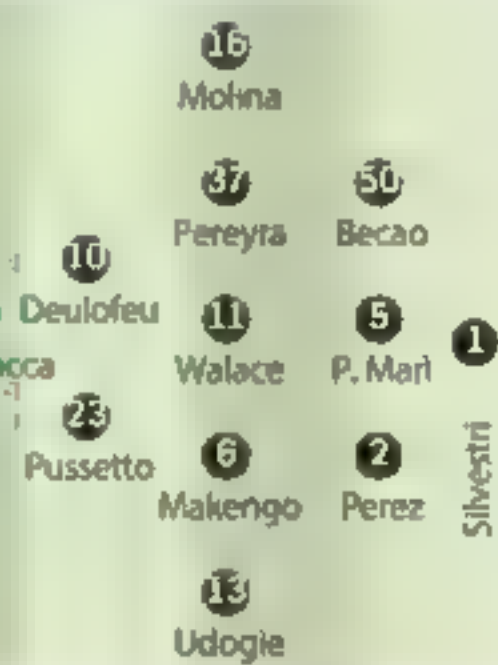 16
Molina
37
Pereyra
50
Becao
10
Deulofeu
11
Walace
5
P. Marì
1
Silvestri
23
Pussetto
6
Makengo
2
Perez
13
Udogie